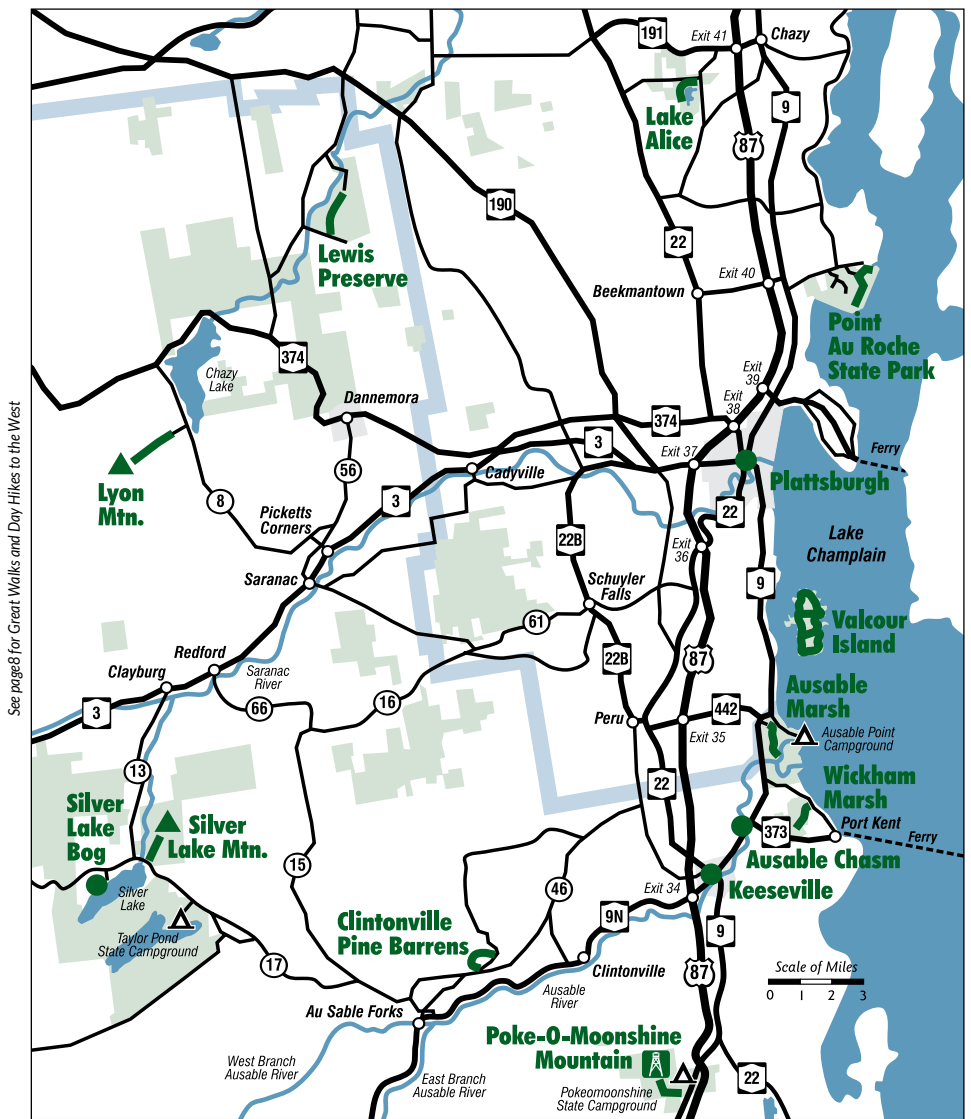 191
Exit 41
Chazy
Lake
Alice
9
87
190
22
Lewis
Preserve
Exit 40
Beekmantown
Point
Au Roche
State Park
374
Chazy
Lake
Exit
39
Exit
38
Dannemora
374
3
Ferry
Exit 37
Plattsburgh
Lyon
Mtn.
56
Cadyville
8
3
Picketts
Corners
22
22B
Exit
36
Lake
Champlain
Saranac
Schuyler
Falls
9
See page8 for Great Walks and Day Hikes to the West
61
Valcour
Island
Redford
Clayburg
Saranac
River
22B
87
Ausable
Marsh
3
66
16
Peru
442
Exit 35
Ausable Point
Campground
13
22
Wickham
Marsh
Silver
Lake
Bog
Silver
Lake Mtn.
373
Port Kent
Ferry
Ausable Chasm
15
Keeseville
Silver
Lake
46
Exit 34
Taylor Pond
State Campground
Clintonville
Pine Barrens
9N
9
17
Clintonville
87
Scale of Miles
0 1 2 3
Ausable
River
Au Sable Forks
Poke-O-Moonshine
Mountain
West Branch
Ausable River
East Branch
Ausable River
Pokeomoonshine
State Campground
22